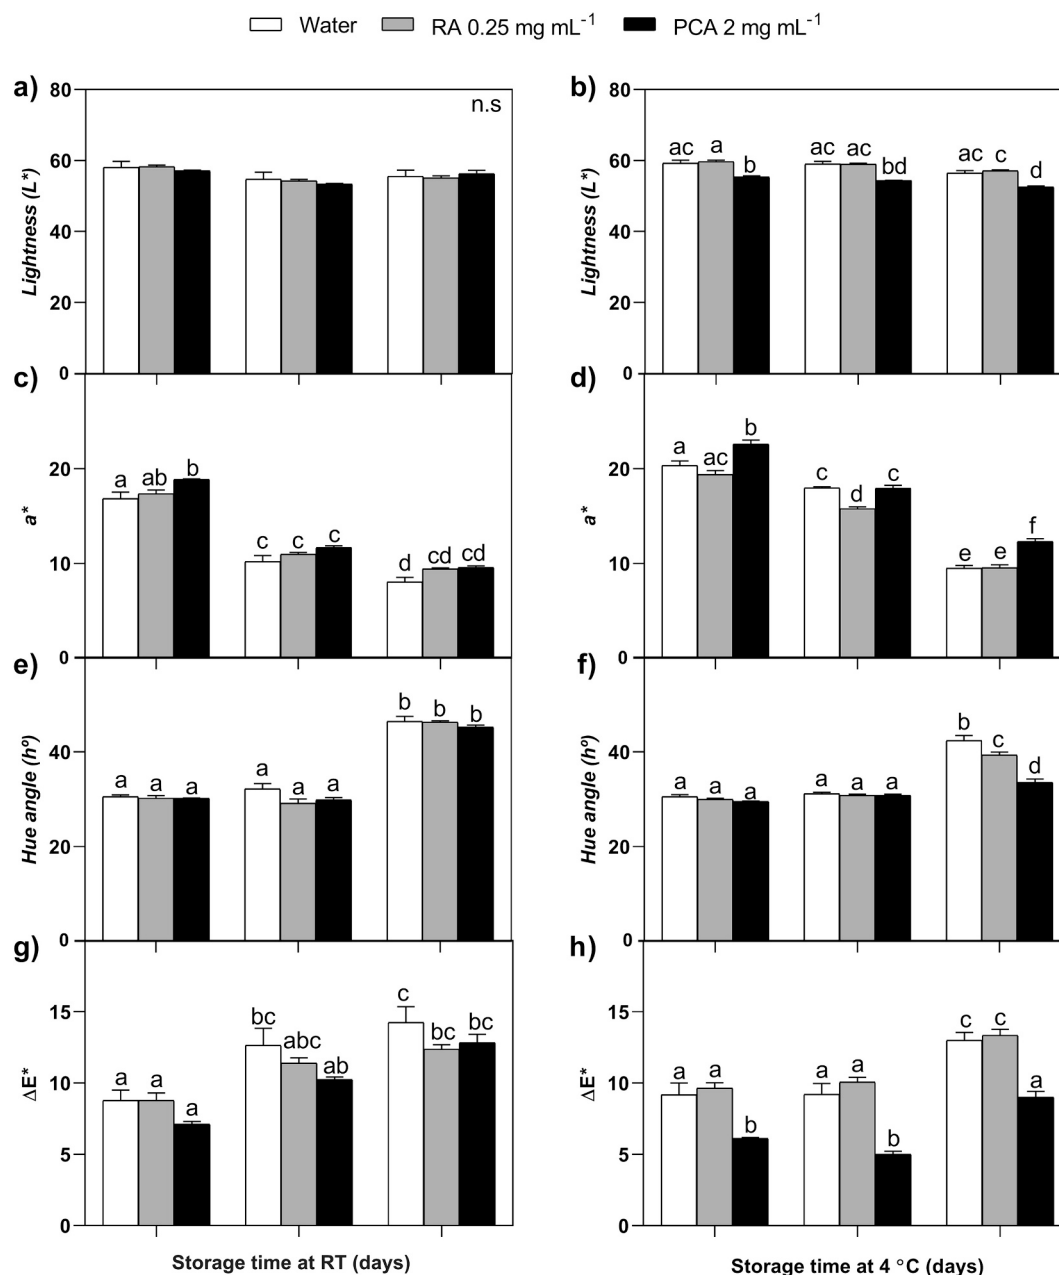 Water RA 0.25 mg mL⁻¹ PCA 2 mg mL⁻¹
a)
n.s
80
60
40
20
0
Lightness (L*)
b)
80
60
40
20
0
Lightness (L*)
ac a b ac ac bd ac c d
c)
20
10
0
a*
a ab b c c c d cd cd
d)
20
10
0
a*
a ac b c d c e e f
e)
40
20
0
Hue angle (hº)
a a a a a a b b b
f)
40
20
0
Hue angle (hº)
a a a a a a b c d
g)
15
10
5
0
ΔE*
a a a bc abc ab c bc bc
h)
15
10
5
0
ΔE*
a a b a a b c c a
Storage time at RT (days)
Storage time at 4 °C (days)